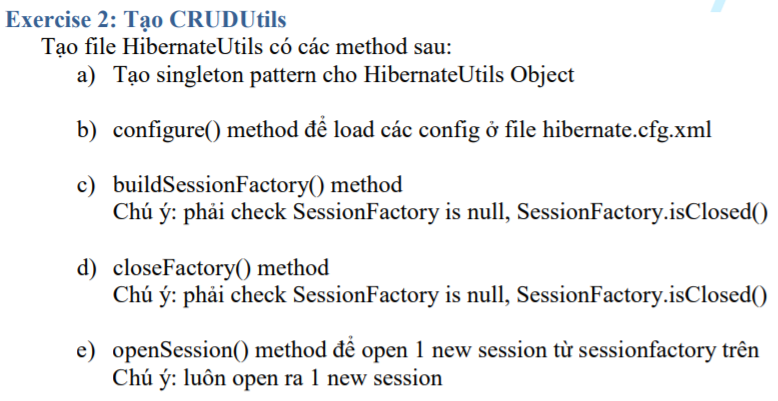 Exercise 2: Tạo CRUDUtils
Tạo file HibernateUtils có các method sau:
a) Tạo singleton pattern cho HibernateUtils Object
b) configure() method để load các config ở file hibernate.cfg.xml
c) buildSessionFactory() method
Chú ý: phải check SessionFactory is null, SessionFactory.isClosed()
d) closeFactory() method
Chú ý: phải check SessionFactory is null, SessionFactory.isClosed()
e) openSession() method để open 1 new session từ sessionfactory trên
Chú ý: luôn open ra 1 new session